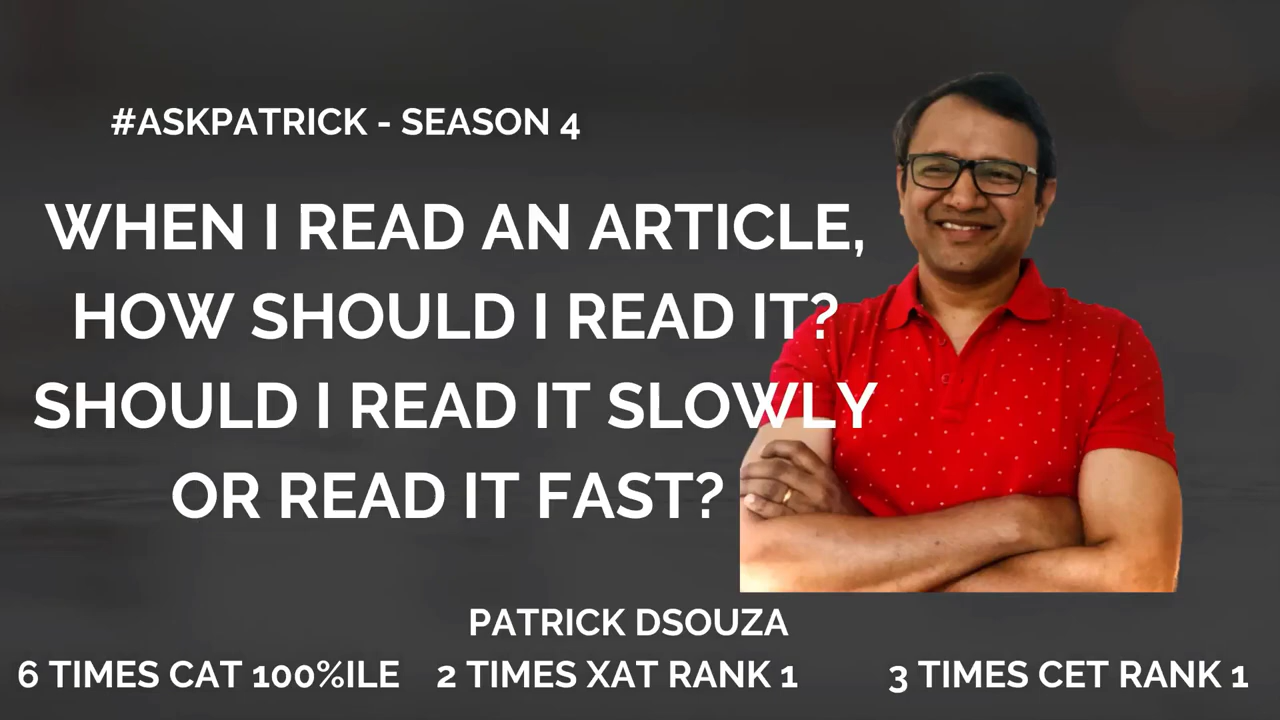 #ASKPATRICK - SEASON 4
WHEN I READ AN ARTICLE,
HOW SHOULD I READ IT?
SHOULD I READ IT SLOWLY
OR READ IT FAST?
PATRICK DSOUZA
6 TIMES CAT 100%ILE 2 TIMES XAT RANK 1 3 TIMES CET RANK 1